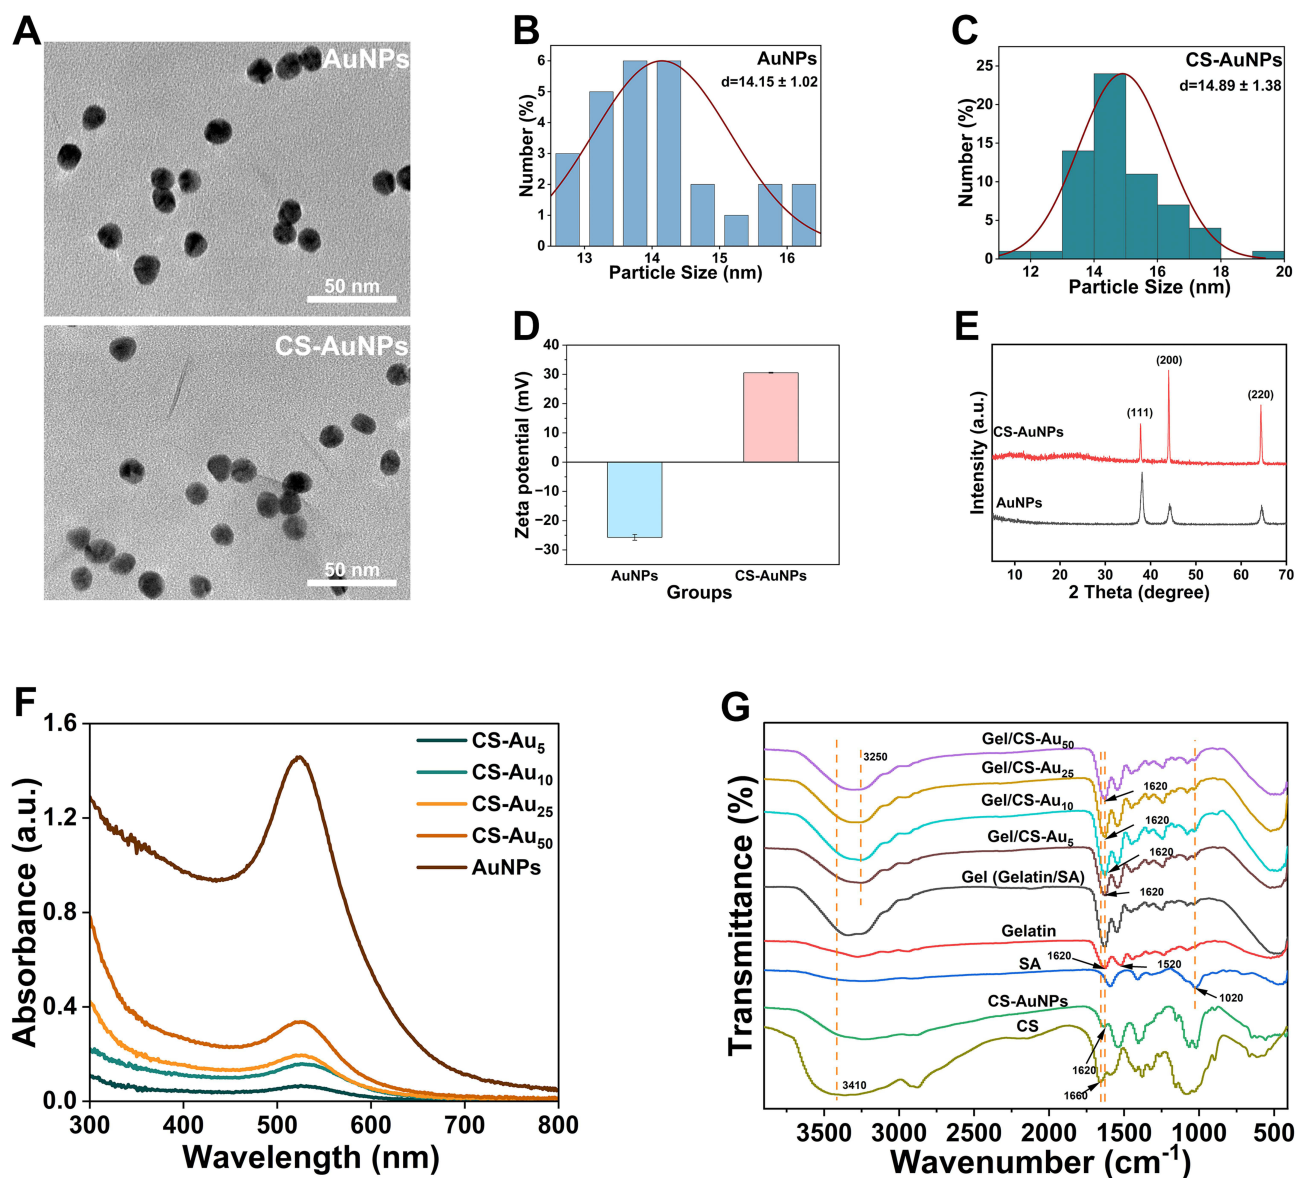 A
AuNPs
50 nm
CS-AuNPs
50 nm
B
AuNPs
d=14.15 ± 1.02
Number (%)
6
5
4
3
2
1
0
13 14 15 16
Particle Size (nm)
C
CS-AuNPs
d=14.89 ± 1.38
Number (%)
25
20
15
10
5
0
12 14 16 18 20
Particle Size (nm)
D
Zeta potential (mV)
40
30
20
10
0
−10
−20
−30
AuNPs CS-AuNPs
Groups
E
Intensity (a.u.)
(111)
(200)
(220)
CS-AuNPs
AuNPs
10 20 30 40 50 60 70
2 Theta (degree)
F
Absorbance (a.u.)
1.6
1.2
0.8
0.4
0.0
CS-Au5
CS-Au10
CS-Au25
CS-Au50
AuNPs
300 400 500 600 700 800
Wavelength (nm)
G
Transmittance (%)
Gel/CS-Au50
3250
Gel/CS-Au25
1620
Gel/CS-Au10
1620
Gel/CS-Au5
1620
Gel (Gelatin/SA)
1620
Gelatin
1620
1520
SA
1020
CS-AuNPs
CS
1620
3410
1660
3500 3000 2500 2000 1500 1000 500
Wavenumber (cm-1)